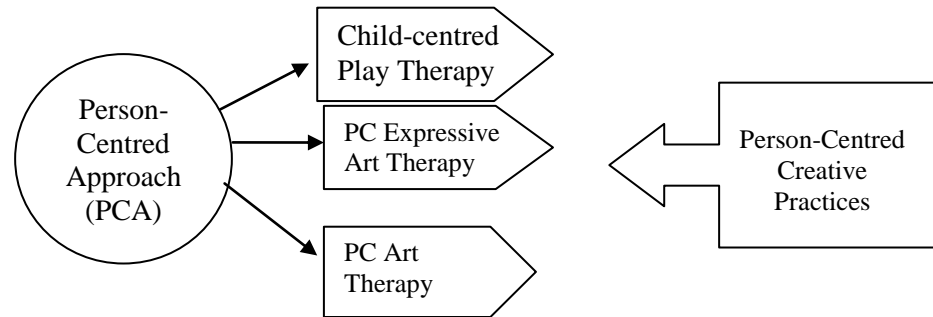 Person-
Centred
Approach
(PCA)
Child-centred
Play Therapy
PC Expressive
Art Therapy
PC Art
Therapy
Person-Centred
Creative
Practices